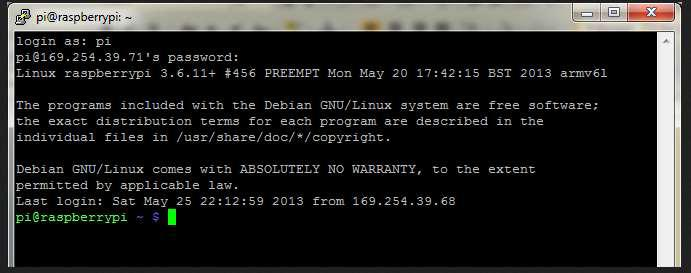 pi@raspberrypi: ~
login as: pi
pi@169.254.39.71's password:
Linux raspberrypi 3.6.11+ #456 PREEMPT Mon May 20 17:42:15 BST 2013 armv6l
The programs included with the Debian GNU/Linux system are free software;
the exact distribution terms for each program are described in the
individual files in /usr/share/doc/*/copyright.
Debian GNU/Linux comes with ABSOLUTELY NO WARRANTY, to the extent
permitted by applicable law.
Last login: Sat May 25 22:12:59 2013 from 169.254.39.68
pi@raspberrypi ~ $